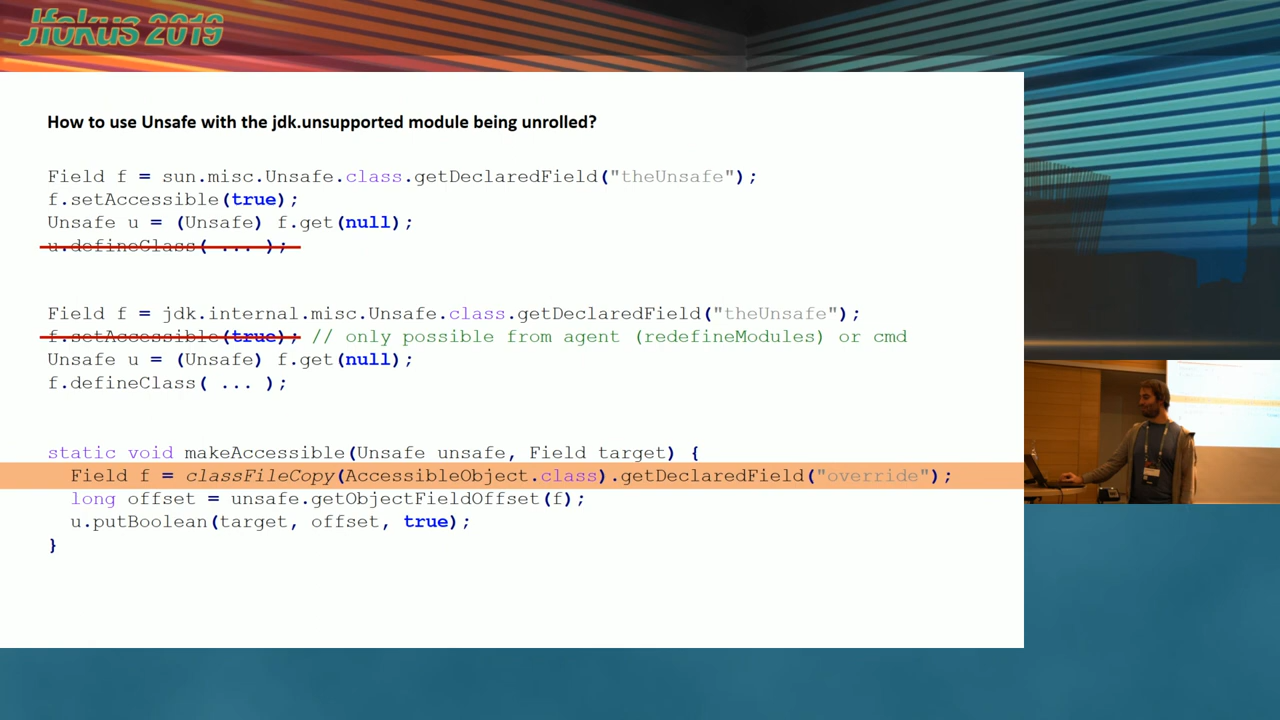 Jfokus 2019
How to use Unsafe with the jdk.unsupported module being unrolled?
Field f = sun.misc.Unsafe.class.getDeclaredField("theUnsafe");
f.setAccessible(true);
Unsafe u = (Unsafe) f.get(null);
u.defineClass( ... );
Field f = jdk.internal.misc.Unsafe.class.getDeclaredField("theUnsafe");
f.setAccessible(true); // only possible from agent (redefineModules) or cmd
Unsafe u = (Unsafe) f.get(null);
f.defineClass( ... );
static void makeAccessible(Unsafe unsafe, Field target) {
Field f = classFileCopy(AccessibleObject.class).getDeclaredField("override");
long offset = unsafe.getObjectFieldOffset(f);
u.putBoolean(target, offset, true);
}